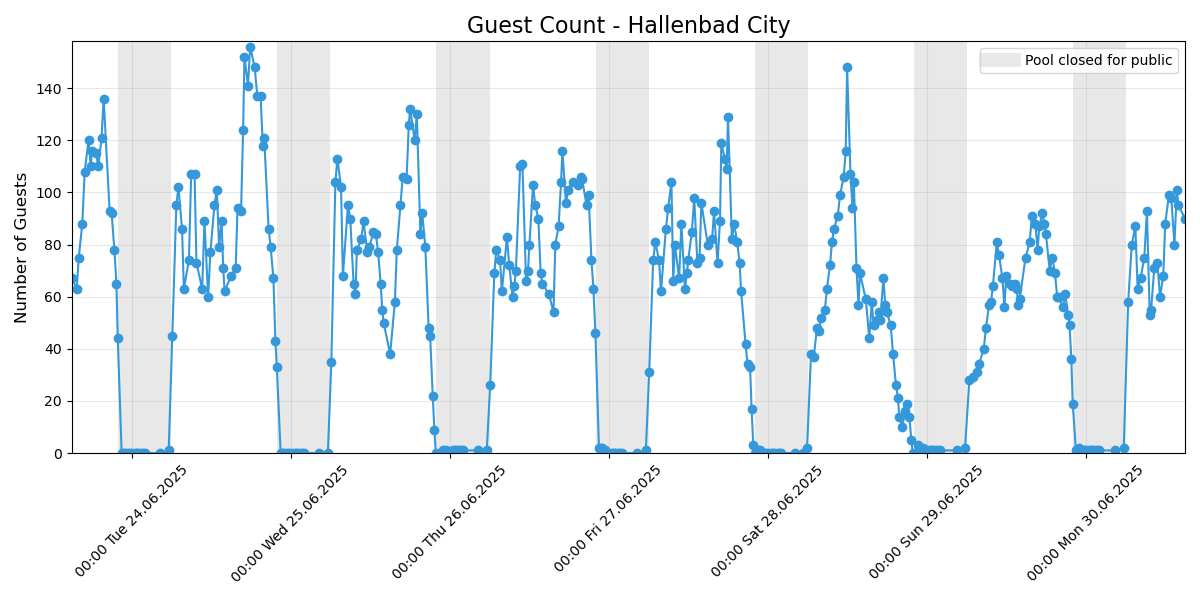 Guest Count - Hallenbad City
Pool closed for public
Number of Guests
140
120
100
80
60
40
20
0
00:00 Tue 24.06.2025
00:00 Wed 25.06.2025
00:00 Thu 26.06.2025
00:00 Fri 27.06.2025
00:00 Sat 28.06.2025
00:00 Sun 29.06.2025
00:00 Mon 30.06.2025